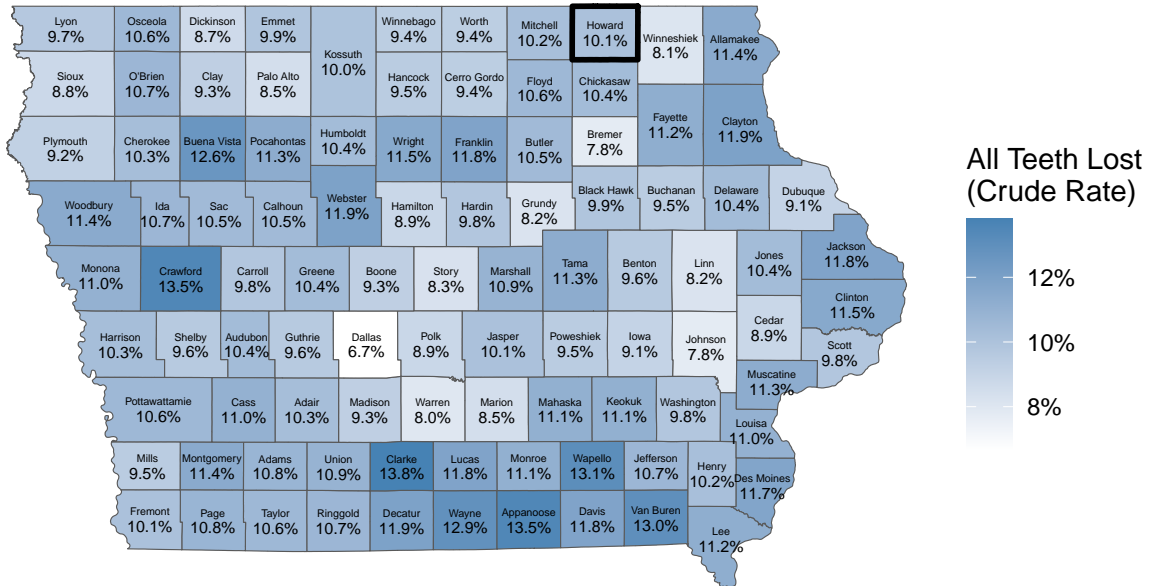 Lyon
9.7%
Osceola
10.6%
Dickinson
8.7%
Emmet
9.9%
Kossuth
10.0%
Winnebago
9.4%
Worth
9.4%
Mitchell
10.2%
Howard
10.1%
Winneshiek
8.1%
Allamakee
11.4%
Sioux
8.8%
O'Brien
10.7%
Clay
9.3%
Palo Alto
8.5%
Hancock
9.5%
Cerro Gordo
9.4%
Floyd
10.6%
Chickasaw
10.4%
Fayette
11.2%
Clayton
11.9%
Plymouth
9.2%
Cherokee
10.3%
Buena Vista
12.6%
Pocahontas
11.3%
Humboldt
10.4%
Wright
11.5%
Franklin
11.8%
Butler
10.5%
Bremer
7.8%
Woodbury
11.4%
Ida
10.7%
Sac
10.5%
Calhoun
10.5%
Webster
11.9%
Hamilton
8.9%
Hardin
9.8%
Grundy
8.2%
Black Hawk
9.9%
Buchanan
9.5%
Delaware
10.4%
Dubuque
9.1%
Monona
11.0%
Crawford
13.5%
Carroll
9.8%
Greene
10.4%
Boone
9.3%
Story
8.3%
Marshall
10.9%
Tama
11.3%
Benton
9.6%
Linn
8.2%
Jones
10.4%
Jackson
11.8%
Clinton
11.5%
Harrison
10.3%
Shelby
9.6%
Audubon
10.4%
Guthrie
9.6%
Dallas
6.7%
Polk
8.9%
Jasper
10.1%
Poweshiek
9.5%
Iowa
9.1%
Johnson
7.8%
Cedar
8.9%
Scott
9.8%
Muscatine
11.3%
Pottawattamie
10.6%
Cass
11.0%
Adair
10.3%
Madison
9.3%
Warren
8.0%
Marion
8.5%
Mahaska
11.1%
Keokuk
11.1%
Washington
9.8%
Louisa
11.0%
Mills
9.5%
Montgomery
11.4%
Adams
10.8%
Union
10.9%
Clarke
13.8%
Lucas
11.8%
Monroe
11.1%
Wapello
13.1%
Jefferson
10.7%
Henry
10.2%
Des Moines
11.7%
Fremont
10.1%
Page
10.8%
Taylor
10.6%
Ringgold
10.7%
Decatur
11.9%
Wayne
12.9%
Appanoose
13.5%
Davis
11.8%
Van Buren
13.0%
Lee
11.2%
All Teeth Lost
(Crude Rate)
12%
10%
8%